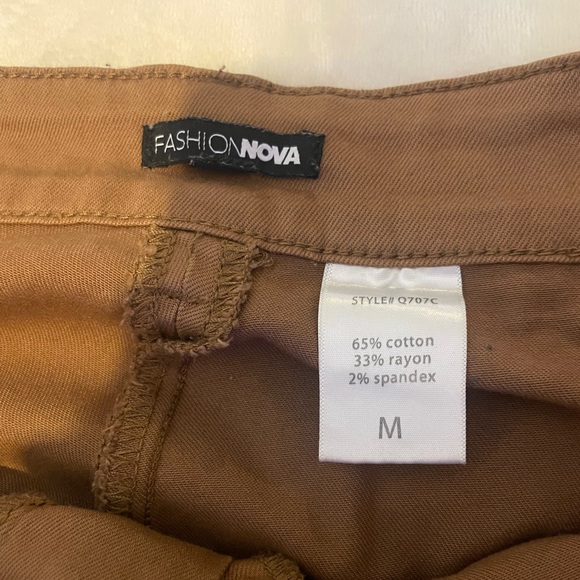 FASHIONNOVA
STYLE# Q707C
65% cotton
33% rayon
2% spandex
M